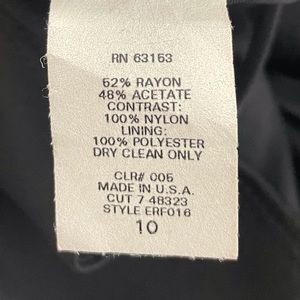 RN 63153
52% RAYON
48% ACETATE
CONTRAST:
100% NYLON
LINING:
100% POLYESTER
DRY CLEAN ONLY
CLR# 005
MADE IN U.S.A.
CUT 7 48323
STYLE ERF016
10